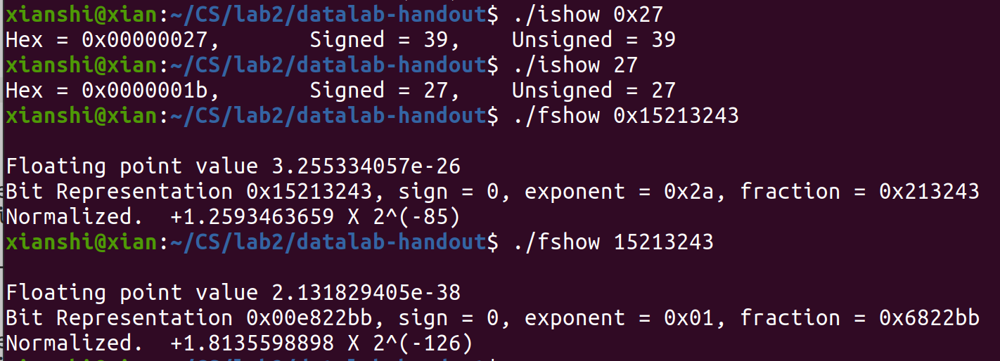 xianshi@xian:~/CS/lab2/datalab-handout$ ./ishow 0x27
Hex = 0x00000027,	Signed = 39,	Unsigned = 39
xianshi@xian:~/CS/lab2/datalab-handout$ ./ishow 27
Hex = 0x0000001b,	Signed = 27,	Unsigned = 27
xianshi@xian:~/CS/lab2/datalab-handout$ ./fshow 0x15213243
Floating point value 3.255334057e-26
Bit Representation 0x15213243, sign = 0, exponent = 0x2a, fraction = 0x213243
Normalized.  +1.2593463659 X 2^(-85)
xianshi@xian:~/CS/lab2/datalab-handout$ ./fshow 15213243
Floating point value 2.131829405e-38
Bit Representation 0x00e822bb, sign = 0, exponent = 0x01, fraction = 0x6822bb
Normalized.  +1.8135598898 X 2^(-126)